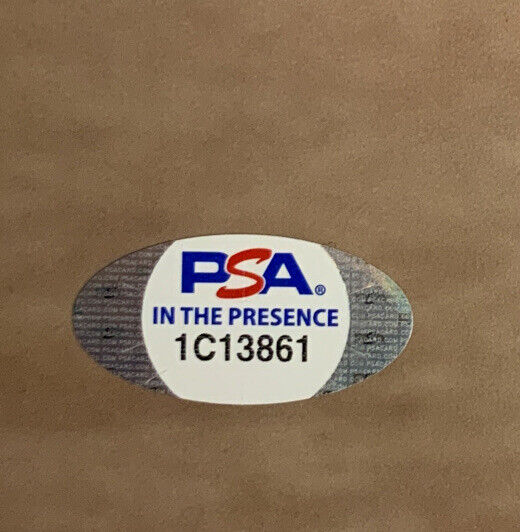 PSA®
IN THE PRESENCE
1C13861